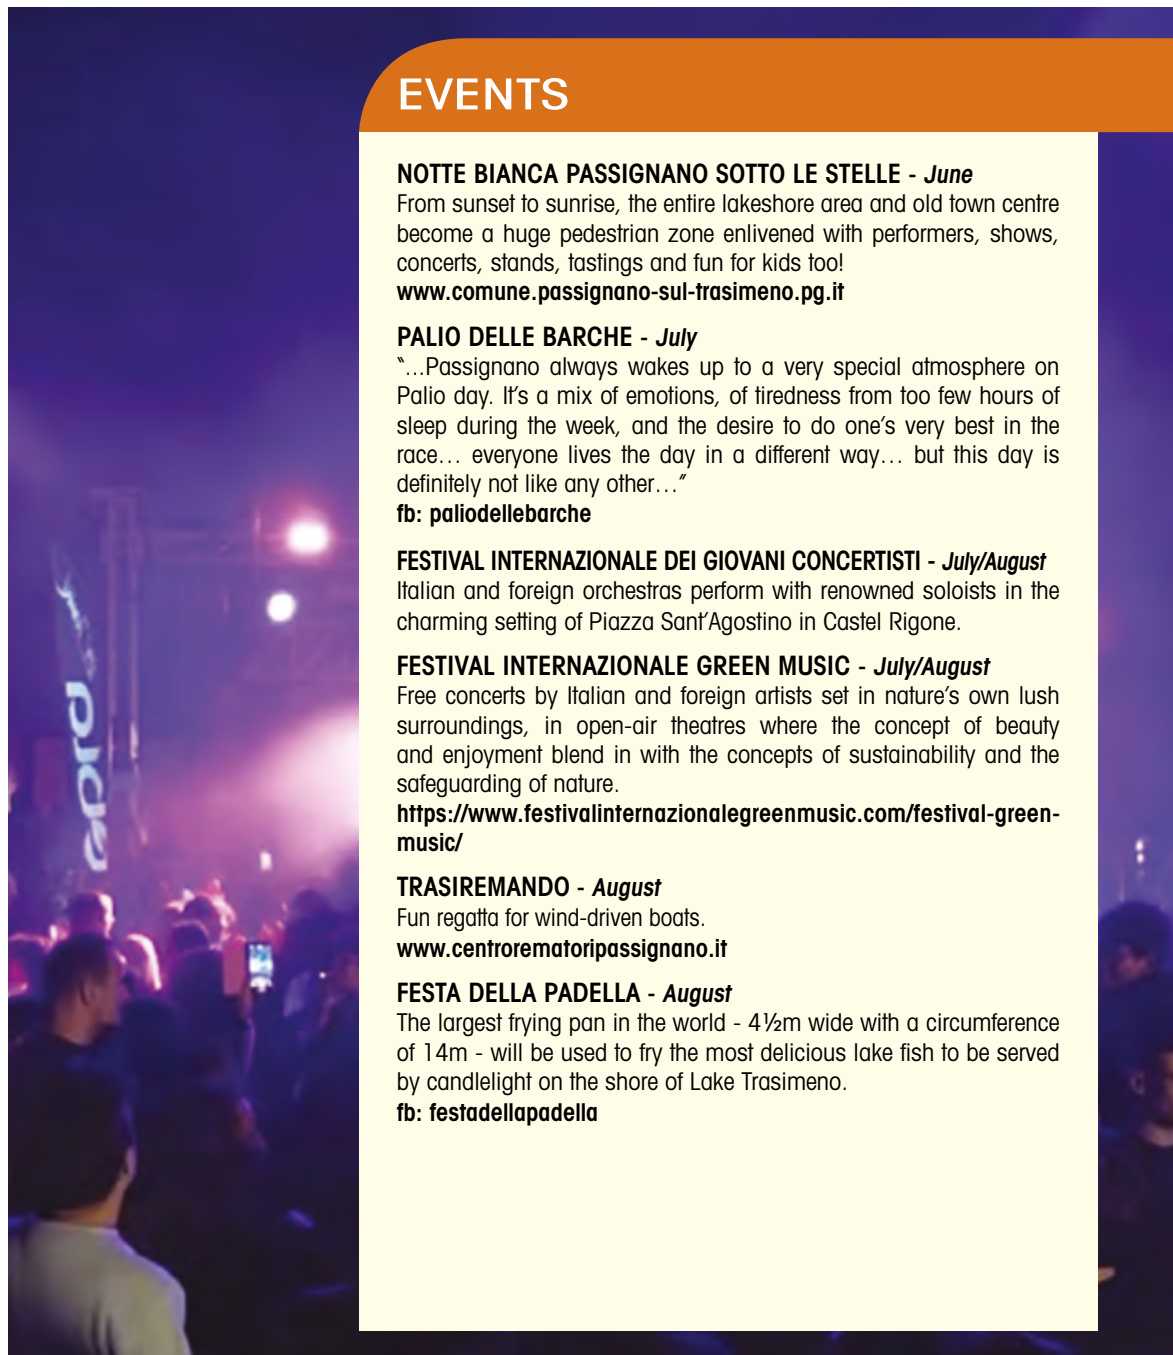 EVENTS
NOTTE BIANCA PASSIGNANO SOTTO LE STELLE - June
From sunset to sunrise, the entire lakeshore area and old town centre
become a huge pedestrian zone enlivened with performers, shows,
concerts, stands, tastings and fun for kids too!
www.comune.passignano-sul-trasimeno.pg.it
PALIO DELLE BARCHE - July
“…Passignano always wakes up to a very special atmosphere on
Palio day. It’s a mix of emotions, of tiredness from too few hours of
sleep during the week, and the desire to do one’s very best in the
race… everyone lives the day in a different way… but this day is
definitely not like any other…”
fb: paliodellebarche
FESTIVAL INTERNAZIONALE DEI GIOVANI CONCERTISTI - July/August
Italian and foreign orchestras perform with renowned soloists in the
charming setting of Piazza Sant’Agostino in Castel Rigone.
FESTIVAL INTERNAZIONALE GREEN MUSIC - July/August
Free concerts by Italian and foreign artists set in nature’s own lush
surroundings, in open-air theatres where the concept of beauty
and enjoyment blend in with the concepts of sustainability and the
safeguarding of nature.
https://www.festivalinternazionalegreenmusic.com/festival-green-
music/
TRASIREMANDO - August
Fun regatta for wind-driven boats.
www.centrorematoripassignano.it
FESTA DELLA PADELLA - August
The largest frying pan in the world - 4½m wide with a circumference
of 14m - will be used to fry the most delicious lake fish to be served
by candlelight on the shore of Lake Trasimeno.
fb: festadellapadella